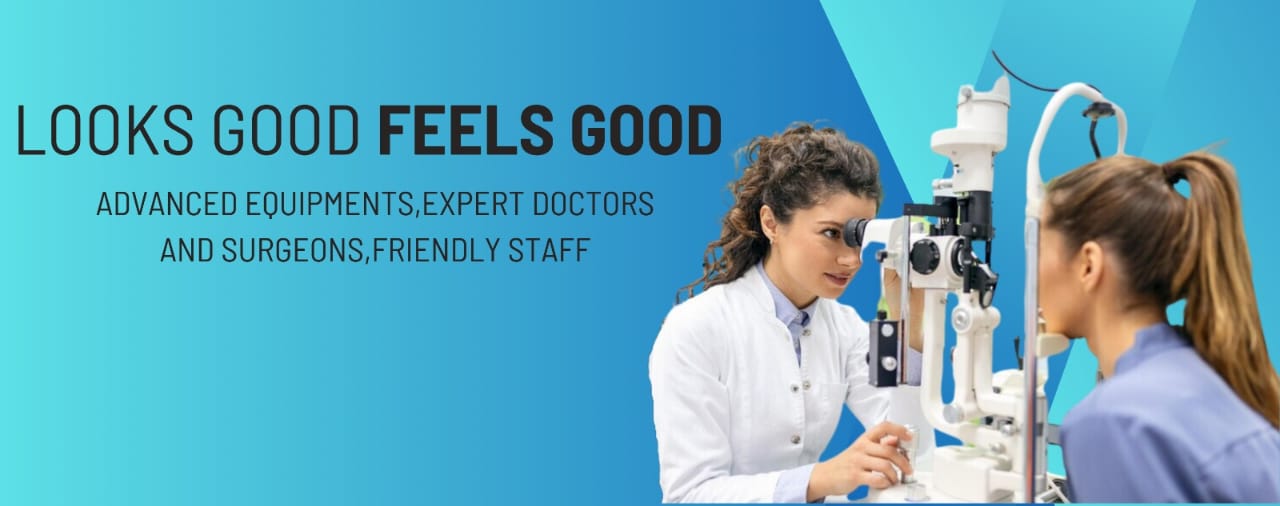 LOOKS GOOD FEELS GOOD
ADVANCED EQUIPMENTS,EXPERT DOCTORS
AND SURGEONS,FRIENDLY STAFF